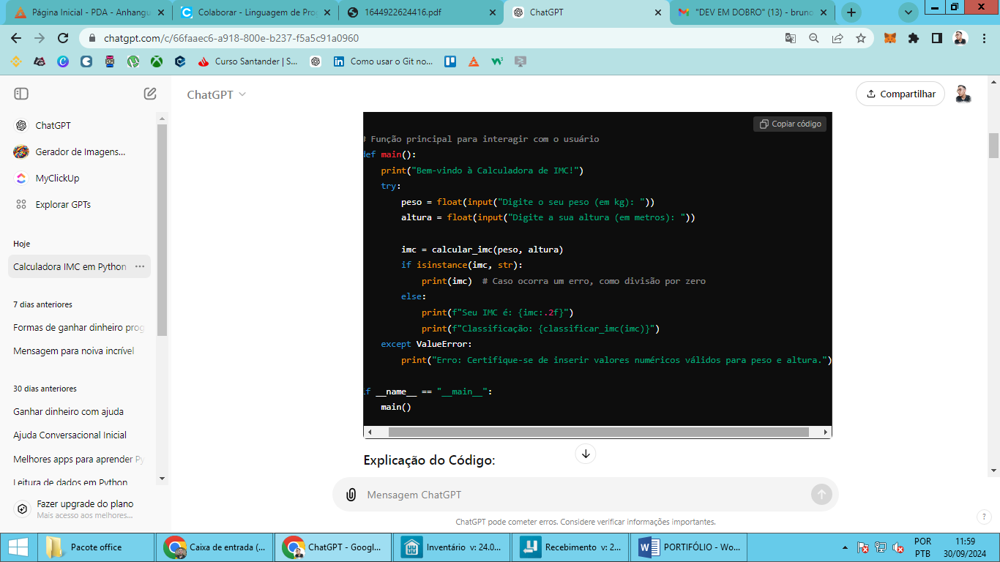 Página Inicial - PDA - Anhangu
Colaborar - Linguagem de Pro
1644922624416.pdf
ChatGPT
"DEV EM DOBRO" (13) - bruno
chatgpt.com/c/66faaec6-a918-800e-b237-f5a5c91a0960
Curso Santander | S...
Como usar o Git no...
ChatGPT
Compartilhar
ChatGPT
Gerador de Imagens...
MyClickUp
Explorar GPTs
Hoje
Calculadora IMC em Python
7 dias anteriores
Formas de ganhar dinheiro prog
Mensagem para noiva incrível
30 dias anteriores
Ganhar dinheiro com ajuda
Ajuda Conversacional Inicial
Melhores apps para aprender Py
Leitura de dados em Python
Fazer upgrade do plano
Mais acesso aos melhores...
Copiar código
# Função principal para interagir com o usuário
def main():
    print("Bem-vindo à Calculadora de IMC!")
    try:
        peso = float(input("Digite o seu peso (em kg): "))
        altura = float(input("Digite a sua altura (em metros): "))
        imc = calcular_imc(peso, altura)
        if isinstance(imc, str):
            print(imc)  # Caso ocorra um erro, como divisão por zero
        else:
            print(f"Seu IMC é: {imc:.2f}")
            print(f"Classificação: {classificar_imc(imc)}")
    except ValueError:
        print("Erro: Certifique-se de inserir valores numéricos válidos para peso e altura.")
if __name__ == "__main__":
    main()
Explicação do Código:
Mensagem ChatGPT
ChatGPT pode cometer erros. Considere verificar informações importantes.
?
Pacote office
Caixa de entrada (...
ChatGPT - Googl...
Inventário v: 24.0...
Recebimento v: 2...
PORTIFÓLIO - Wo...
POR
PTB
11:59
30/09/2024